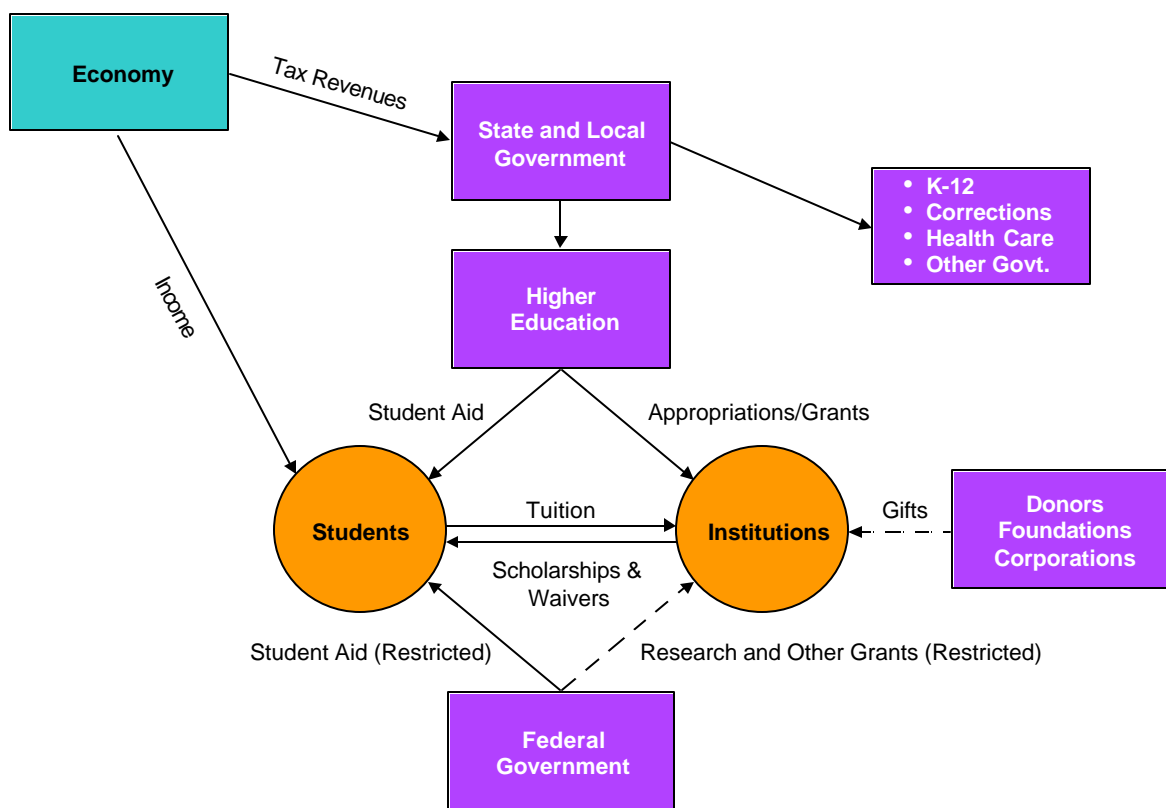 Economy
Tax Revenues
State and Local
Government
• K-12
• Corrections
• Health Care
• Other Govt.
Income
Higher
Education
Student Aid
Appropriations/Grants
Students
Tuition
Institutions
Gifts
Donors
Foundations
Corporations
Scholarships &
Waivers
Student Aid (Restricted)
Research and Other Grants (Restricted)
Federal
Government